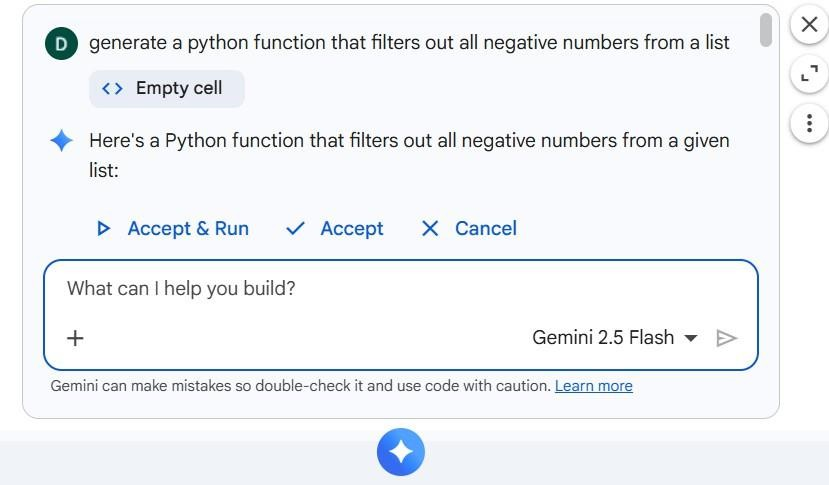 D
generate a python function that filters out all negative numbers from a list
<> Empty cell
Here's a Python function that filters out all negative numbers from a given
list:
Accept & Run Accept Cancel
What can I help you build?
+ Gemini 2.5 Flash
Gemini can make mistakes so double-check it and use code with caution. Learn more